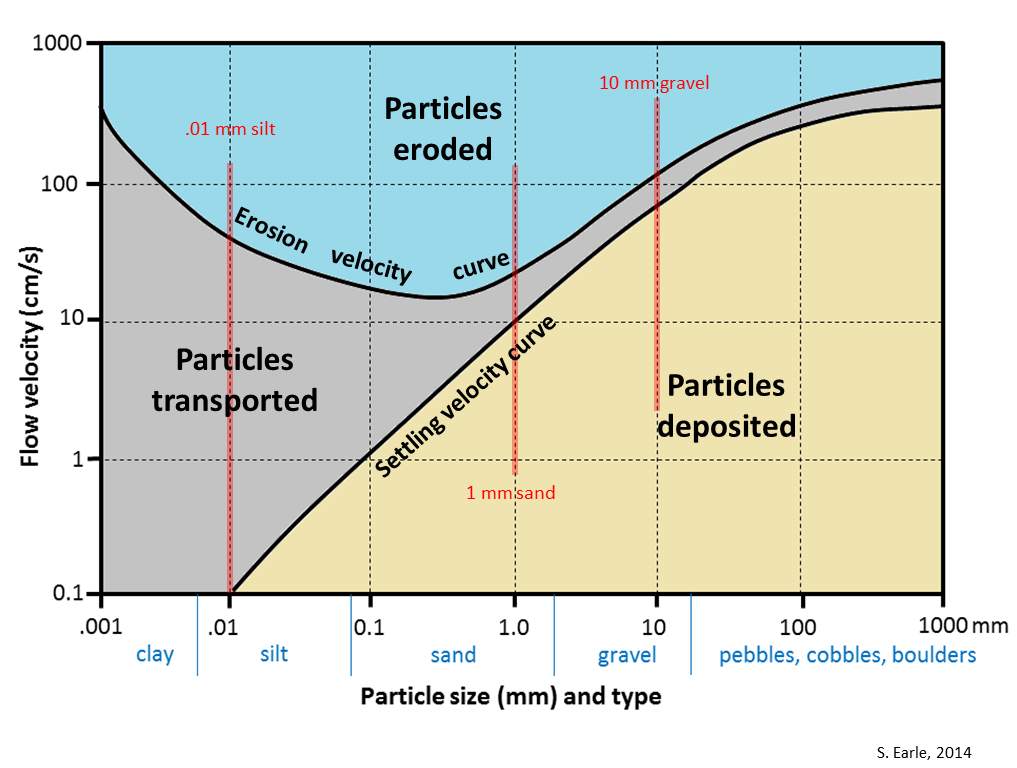 1000
100
10
1
0.1
Flow velocity (cm/s)
.01 mm silt
Particles
eroded
10 mm gravel
Erosion velocity curve
Particles
transported
Settling velocity curve
Particles
deposited
1 mm sand
.001 .01 0.1 1.0 10 100 1000 mm
clay silt sand gravel pebbles, cobbles, boulders
Particle size (mm) and type
S. Earle, 2014